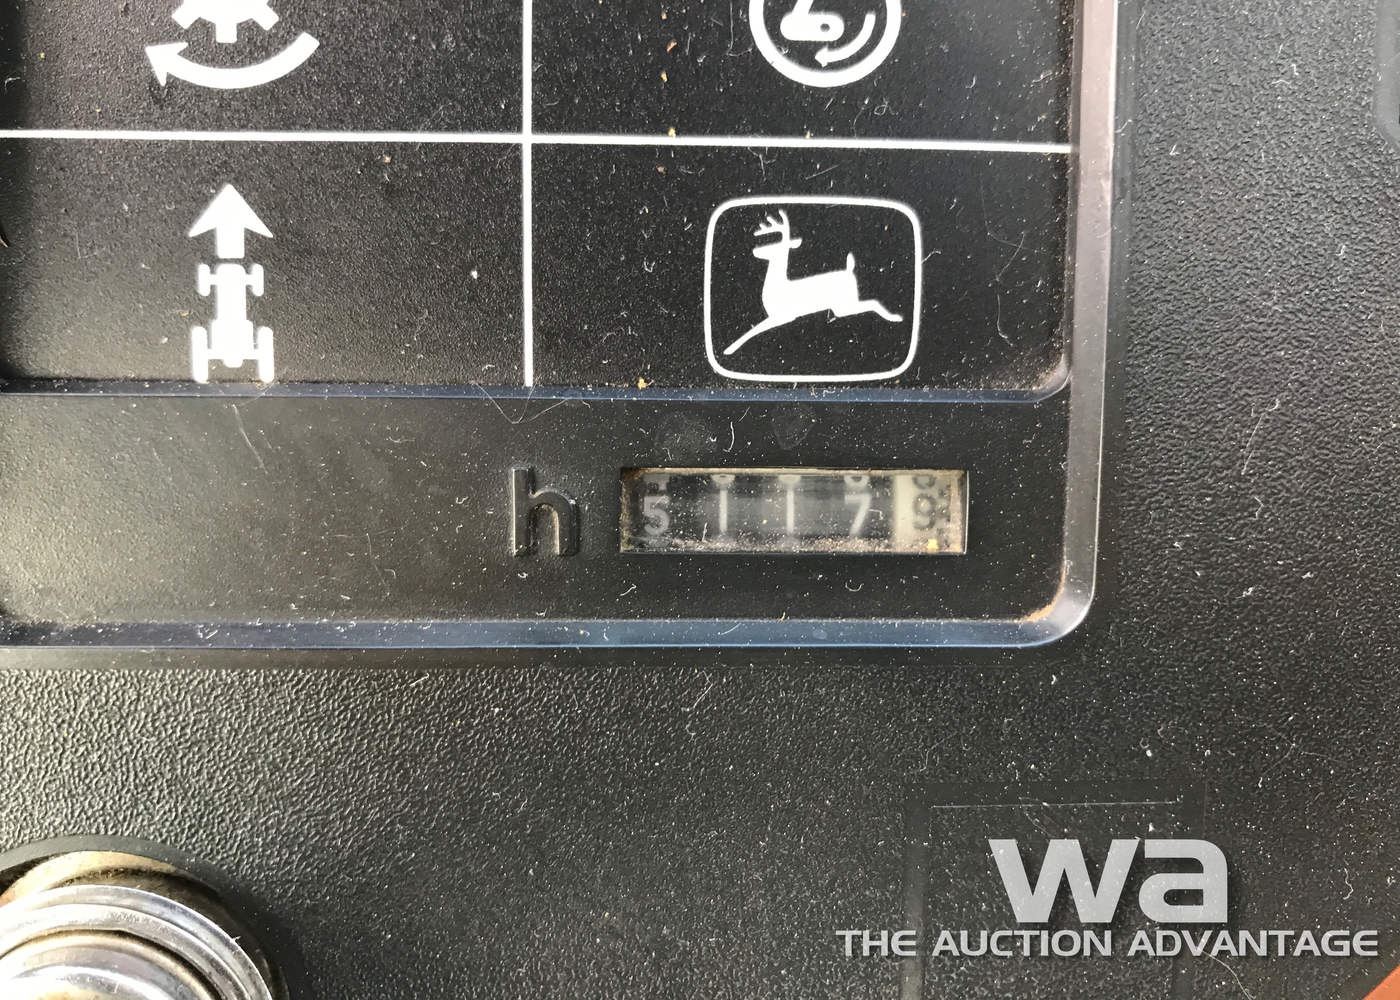 h 5117
wa
THE AUCTION ADVANTAGE